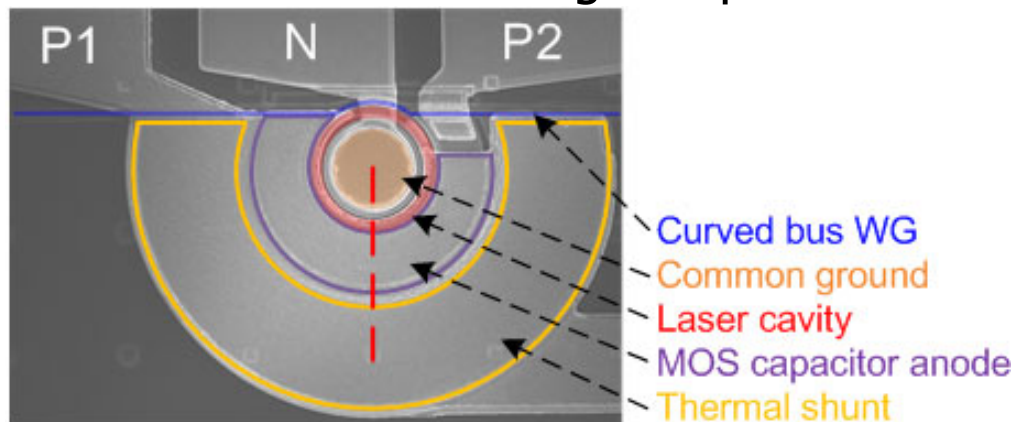 P1 N P2
Curved bus WG
Common ground
Laser cavity
MOS capacitor anode
Thermal shunt